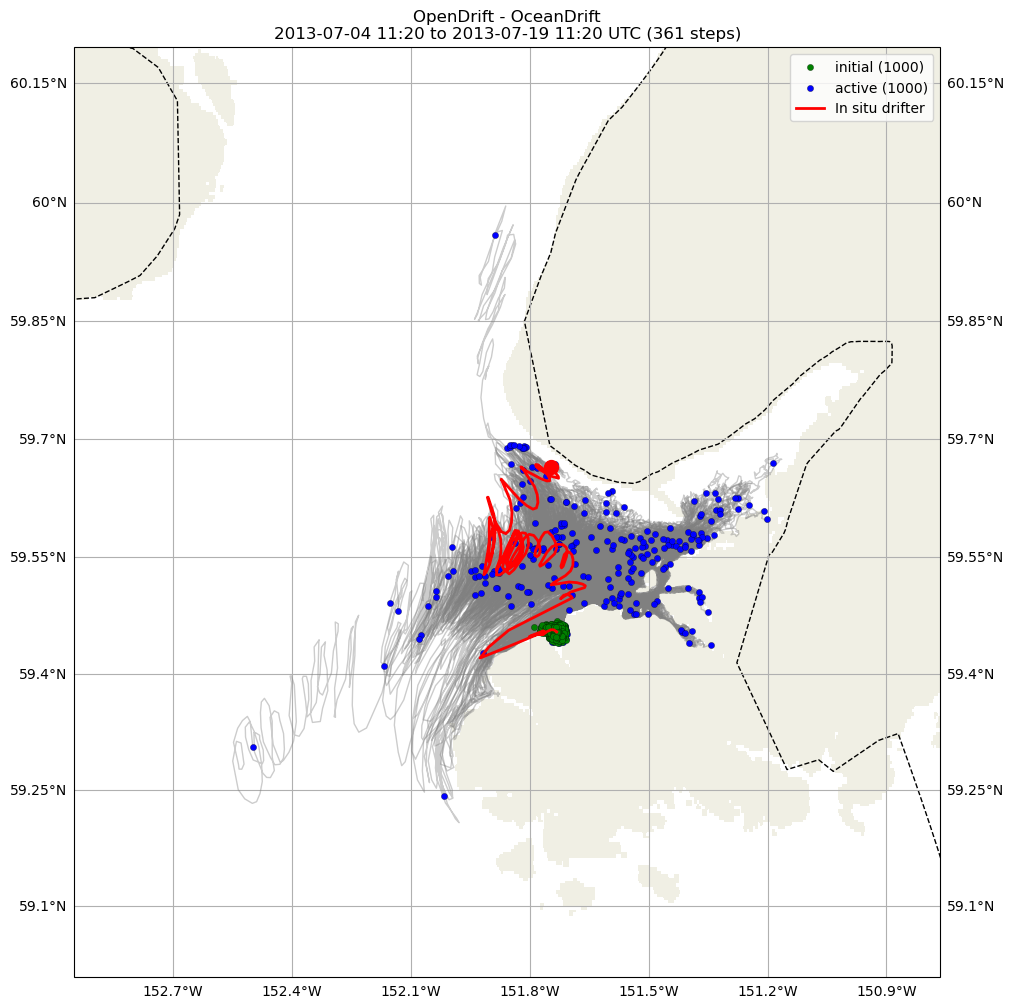 OpenDrift - OceanDrift
2013-07-04 11:20 to 2013-07-19 11:20 UTC (361 steps)
initial (1000)
active (1000)
In situ drifter
60.15°N
60.15°N
60°N
60°N
59.85°N
59.85°N
59.7°N
59.7°N
59.55°N
59.55°N
59.4°N
59.4°N
59.25°N
59.25°N
59.1°N
59.1°N
152.7°W
152.4°W
152.1°W
151.8°W
151.5°W
151.2°W
150.9°W